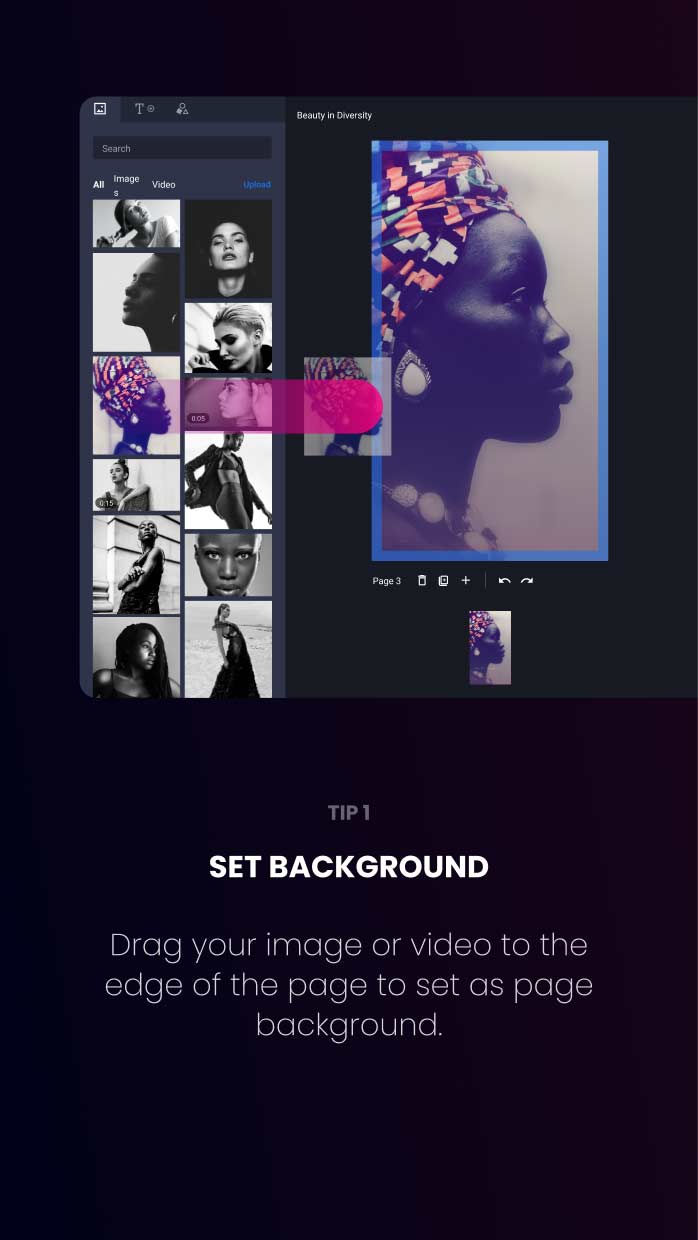 T
Beauty in Diversity
Search
All Image
s Video Upload
0:05
0:15
Page 3
TIP 1
SET BACKGROUND
Drag your image or video to the
edge of the page to set as page
background.